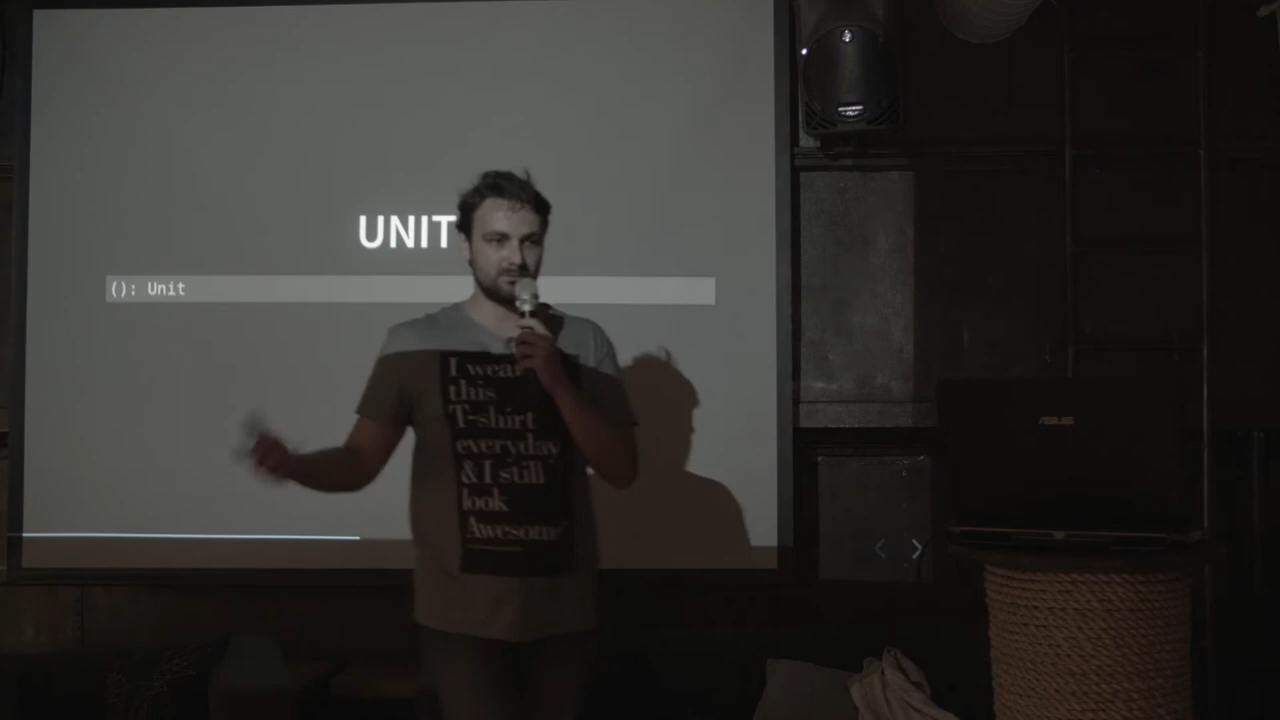 UNIT
(): Unit
I wear
this
T-shirt
everyday
& I still
look
Awesome
ASUS